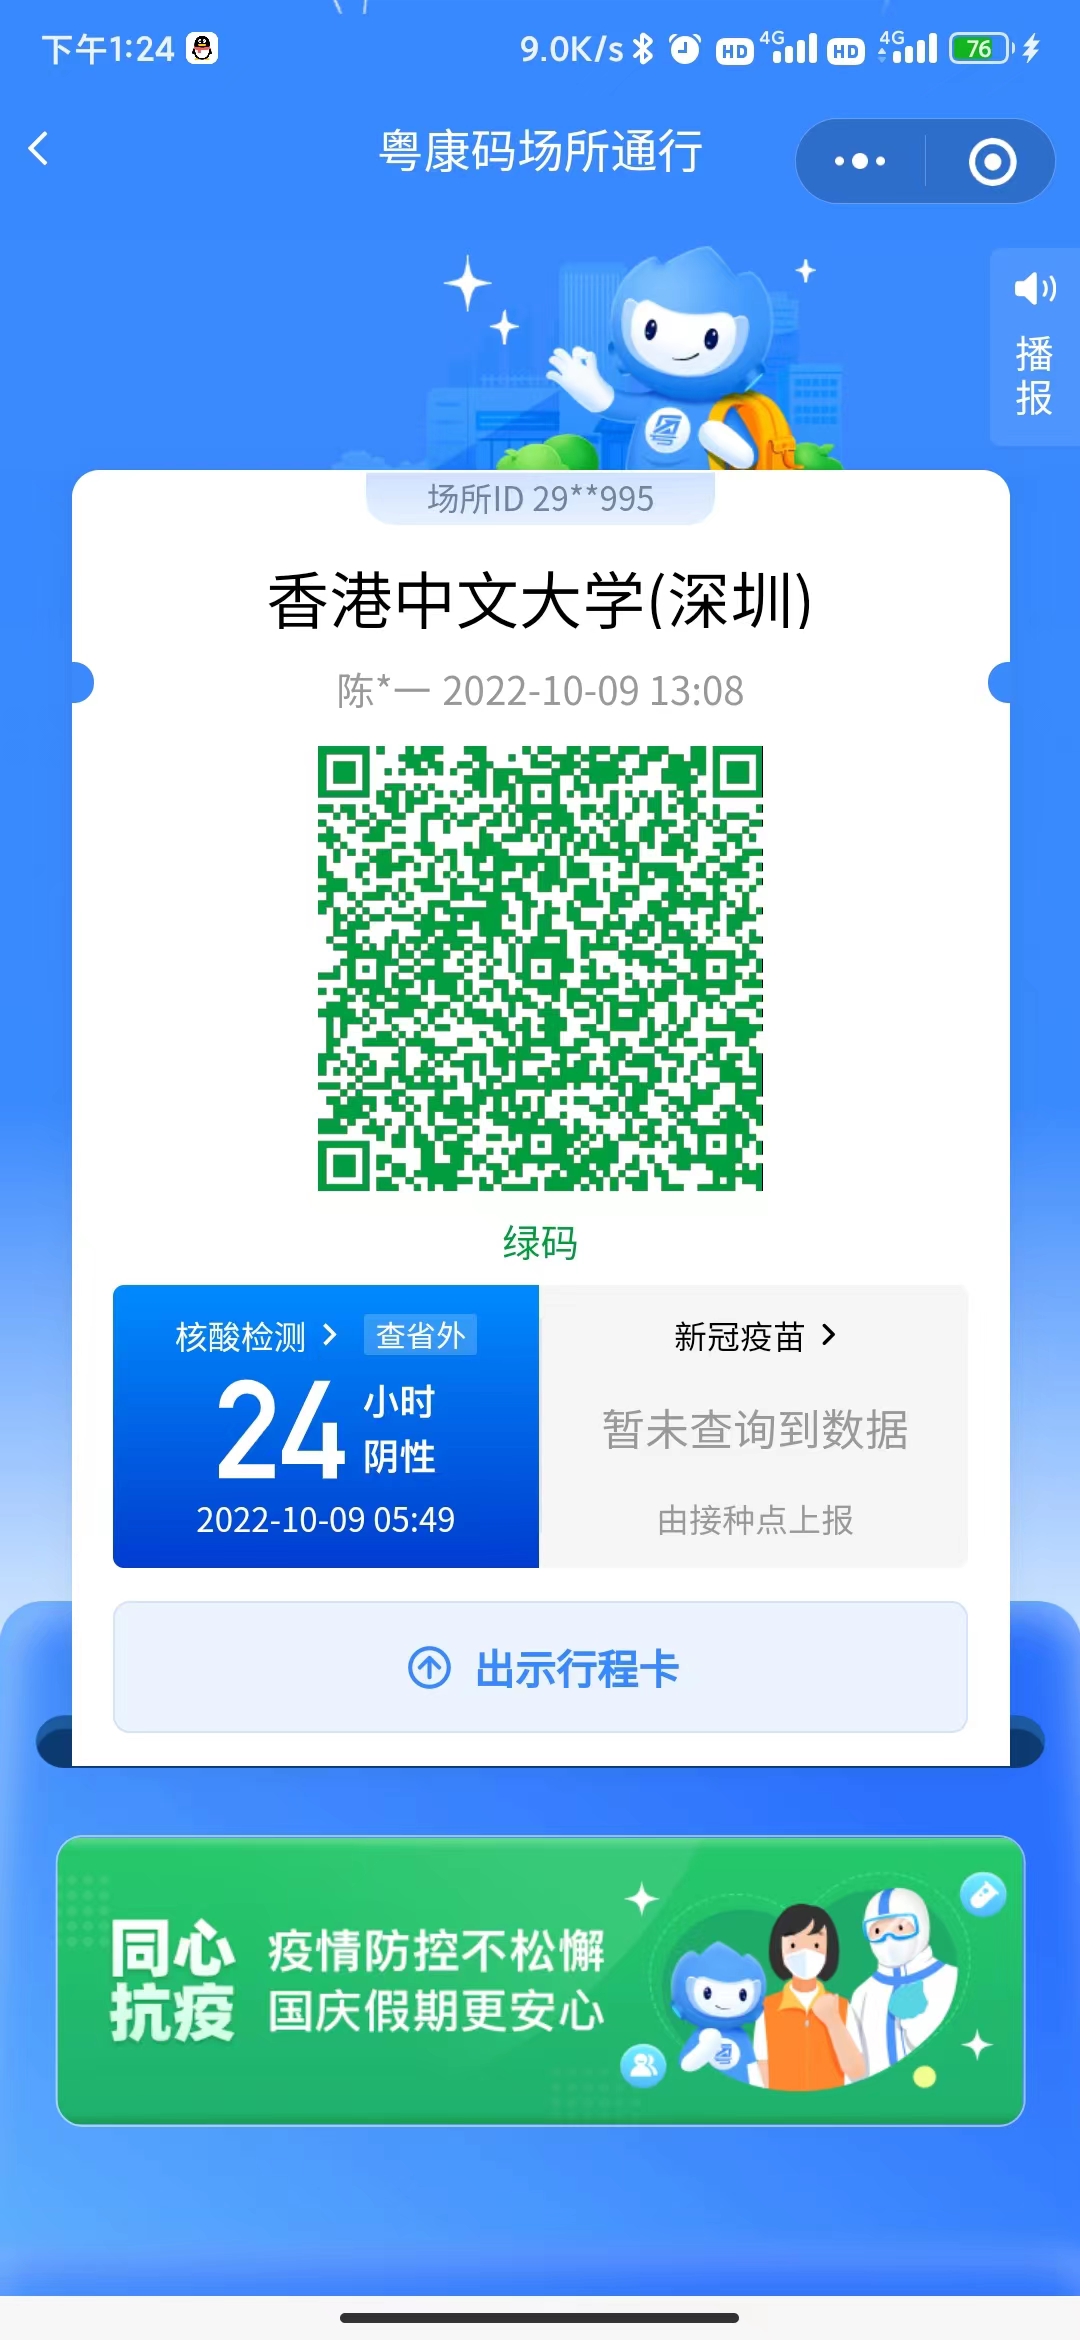 下午1:24
9.0K/s HD 4G HD 4G 76
粤康码场所通行
播报
场所ID 29**995
香港中文大学(深圳)
陈*一 2022-10-09 13:08
绿码
核酸检测 查省外
24 小时
阴性
2022-10-09 05:49
新冠疫苗
暂未查询到数据
由接种点上报
出示行程卡
同心
抗疫
疫情防控不松懈
国庆假期更安心